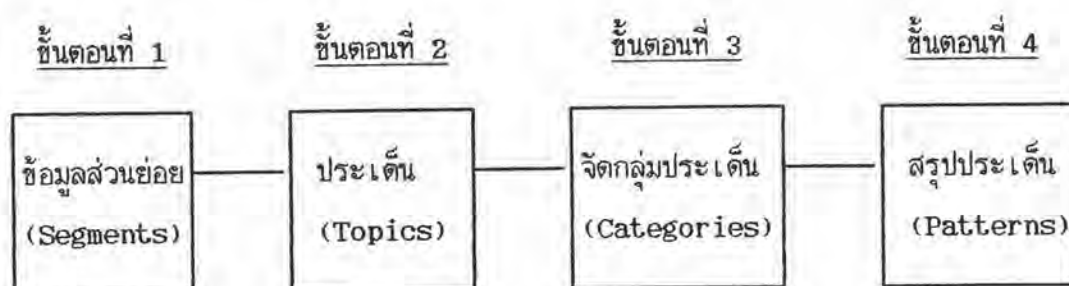 ขั้นตอนที่ 1
ขั้นตอนที่ 2
ขั้นตอนที่ 3
ขั้นตอนที่ 4
ข้อมูลส่วนย่อย
(Segments)
ประเด็น
(Topics)
จัดกลุ่มประเด็น
(Categories)
สรุปประเด็น
(Patterns)